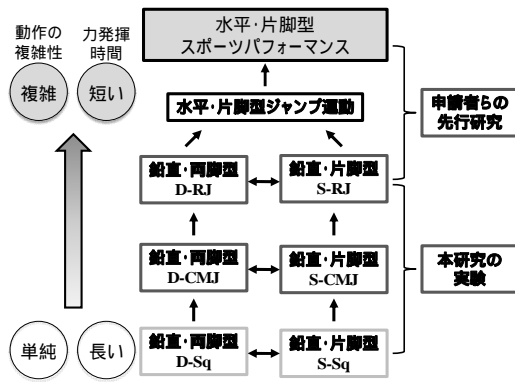 水平・片脚型
スポーツパフォーマンス
動作の
複雑性
力発揮
時間
複雑
短い
水平・片脚型ジャンプ運動
申請者らの
先行研究
鉛直・両脚型
D-RJ
鉛直・片脚型
S-RJ
鉛直・両脚型
D-CMJ
鉛直・片脚型
S-CMJ
本研究の
実験
単純
長い
鉛直・両脚型
D-Sq
鉛直・片脚型
S-Sq